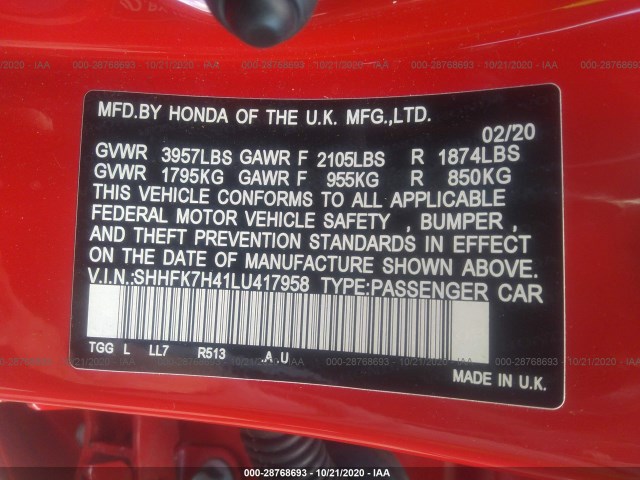 000-28768693 - 10/21/2020 - IAA
MFD.BY HONDA OF THE U.K. MFG.,LTD.
02/20
GVWR 3957LBS GAWR F 2105LBS R 1874LBS
GVWR 1795KG GAWR F 955KG R 850KG
THIS VEHICLE CONFORMS TO ALL APPLICABLE
FEDERAL MOTOR VEHICLE SAFETY , BUMPER ,
AND THEFT PREVENTION STANDARDS IN EFFECT
ON THE DATE OF MANUFACTURE SHOWN ABOVE.
V.I.N.:SHHFK7H41LU417958 TYPE:PASSENGER CAR
TGG L LL7 R513 .A .U
MADE IN U.K.
000-28768693 - 10/21/2020 - IAA